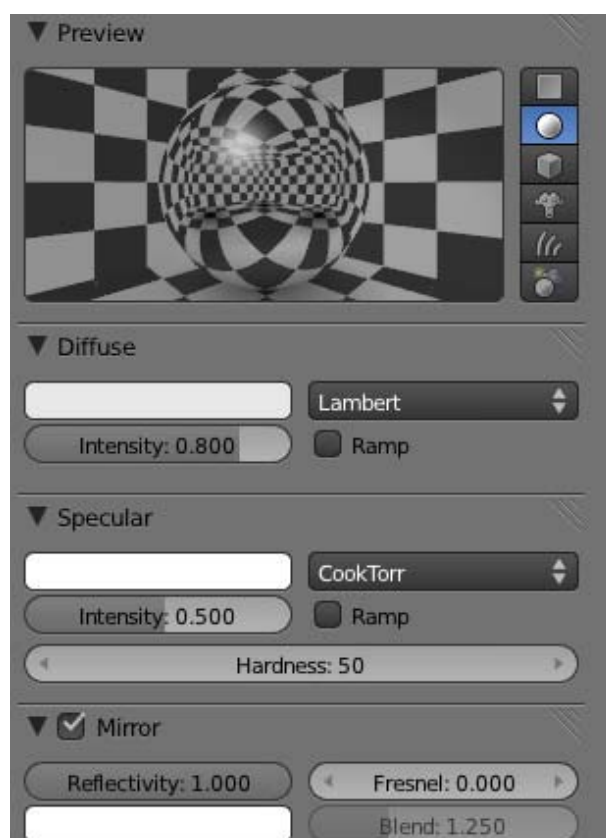 Preview
Diffuse
Lambert
Intensity: 0.800
Ramp
Specular
CookTorr
Intensity: 0.500
Ramp
Hardness: 50
Mirror
Reflectivity: 1.000
Fresnel: 0.000
Blend: 1.250